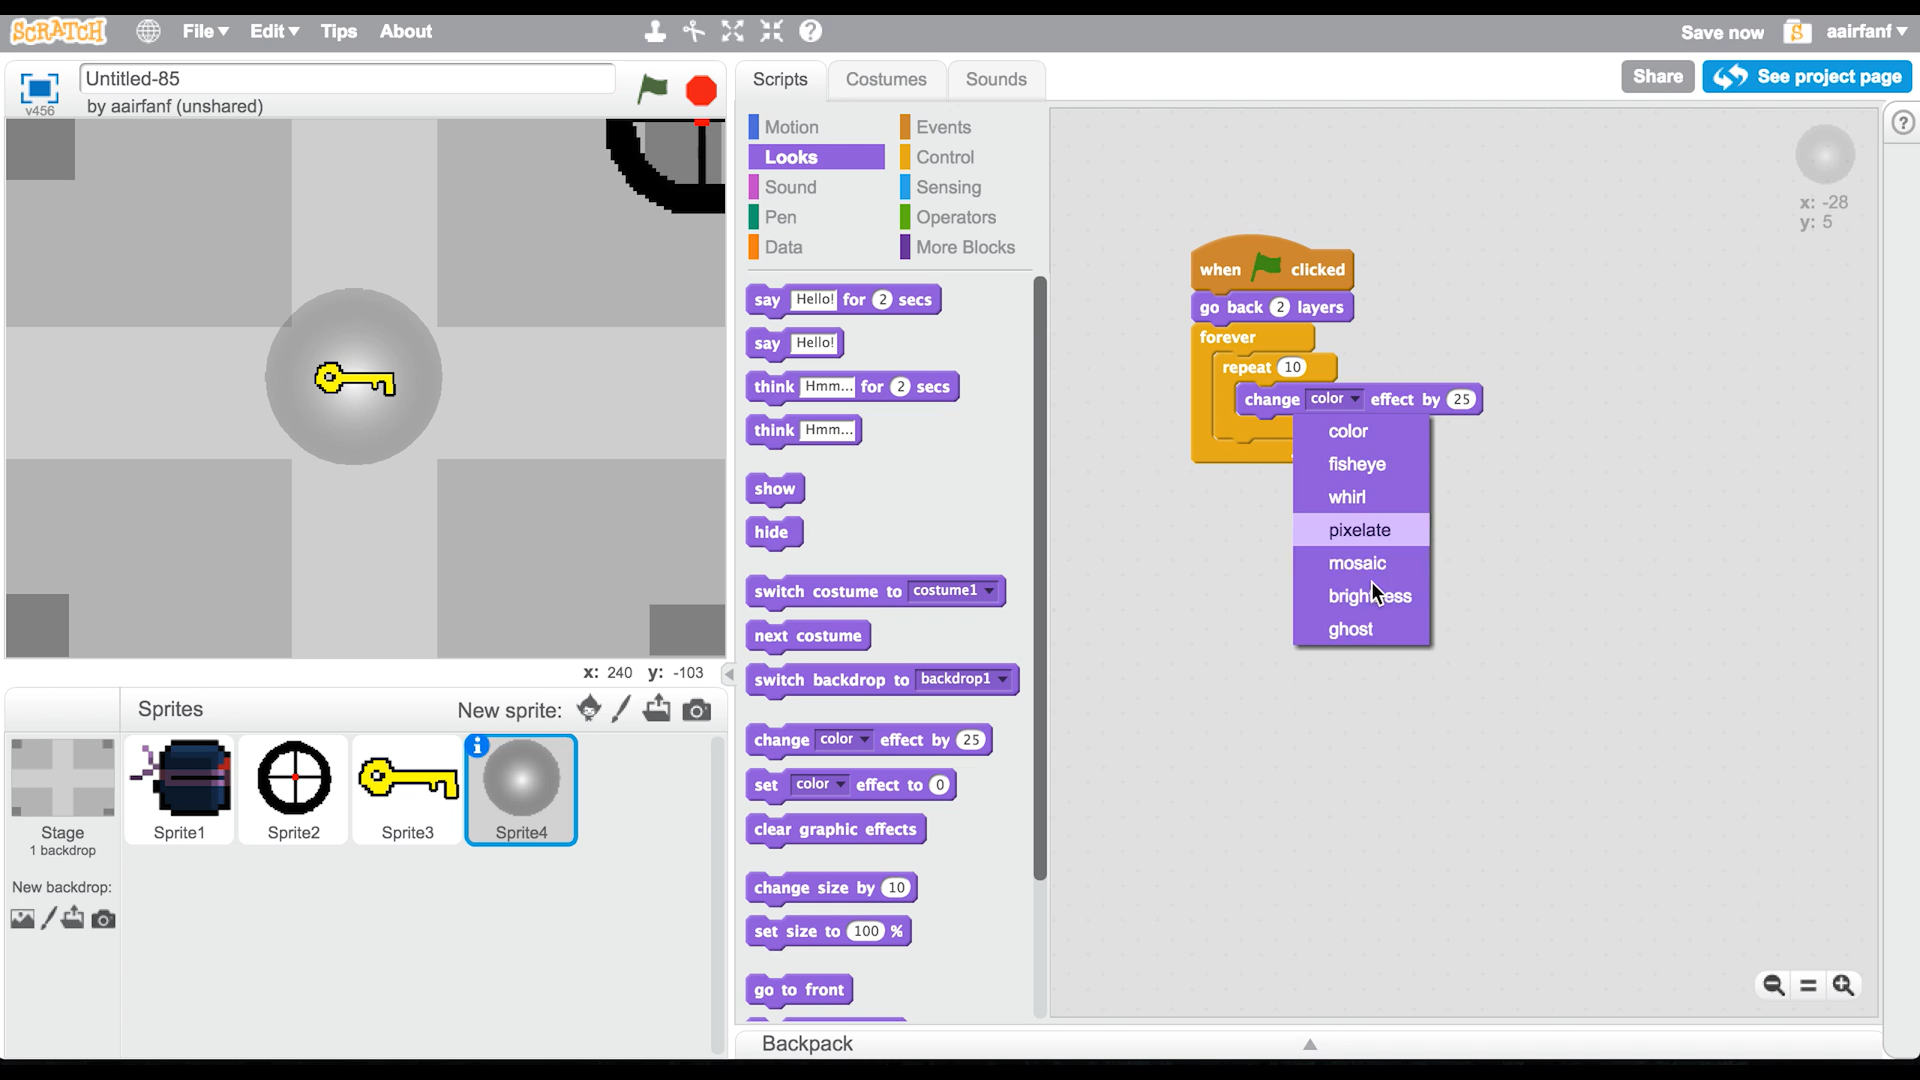 SCRATCH File Edit Tips About Save now S aairfanf
v456 Untitled-85
by aairfanf (unshared)
Scripts Costumes Sounds Share See project page
Motion Events
Looks Control
Sound Sensing
Pen Operators
Data More Blocks
say Hello! for 2 secs
say Hello!
think Hmm... for 2 secs
think Hmm...
show
hide
switch costume to costume1
next costume
switch backdrop to backdrop1
change color effect by 25
set color effect to 0
clear graphic effects
change size by 10
set size to 100 %
go to front
x: -28
y: 5
when clicked
go back 2 layers
forever
repeat 10
change color effect by 25
color
fisheye
whirl
pixelate
mosaic
brightness
ghost
x: 240 y: -103
Sprites New sprite:
Stage
1 backdrop
New backdrop:
Sprite1 Sprite2 Sprite3 Sprite4
Backpack